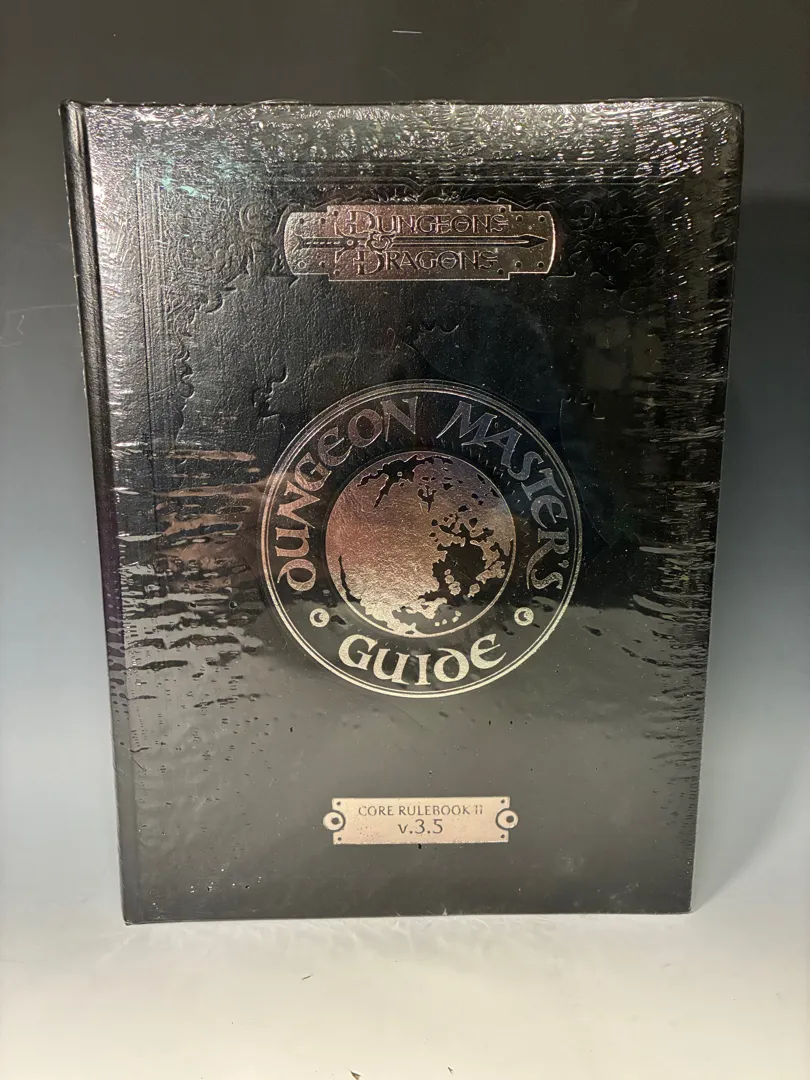 DUNGEONS
&
DRAGONS
DUNGEON MASTER'S
GUIDE
CORE RULEBOOK II
v.3.5